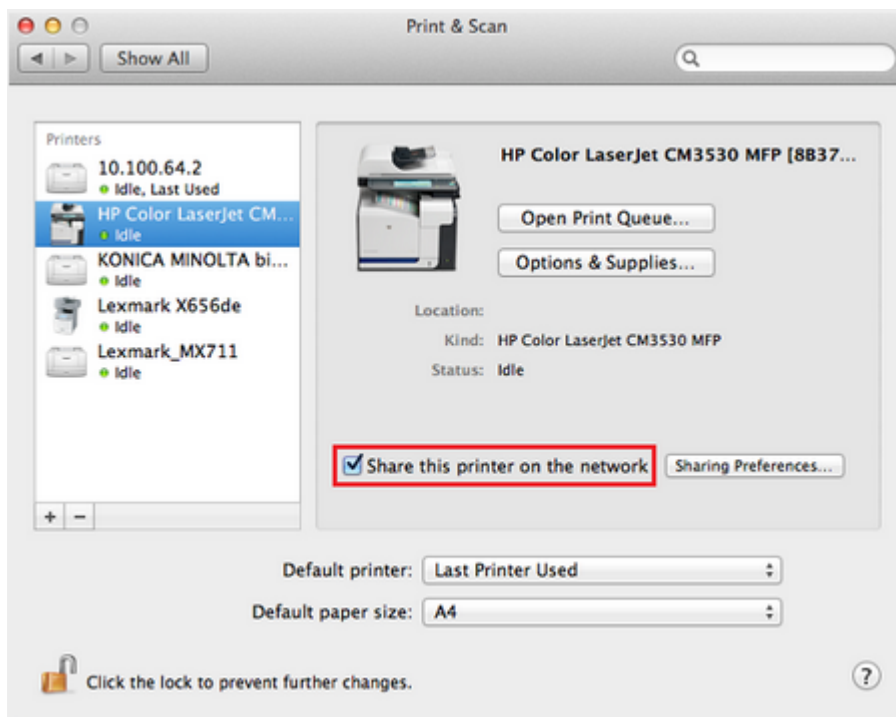 Print & Scan
Show All
Printers
10.100.64.2
Idle, Last Used
HP Color LaserJet CM...
Idle
KONICA MINOLTA bi...
Idle
Lexmark X656de
Idle
Lexmark_MX711
Idle
+ −
HP Color LaserJet CM3530 MFP [8B37...
Open Print Queue...
Options & Supplies...
Location:
Kind: HP Color LaserJet CM3530 MFP
Status: Idle
Share this printer on the network Sharing Preferences...
Default printer: Last Printer Used
Default paper size: A4
Click the lock to prevent further changes. ?